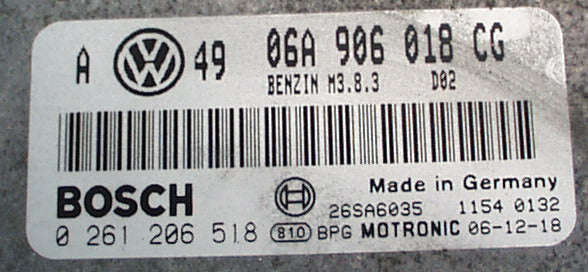 A VW 49 06A 906 018 CG
BENZIN M3.8.3 D02
BOSCH Made in Germany
26SA6035 1154 0132
0 261 206 518 810 BPG MOTRONIC 06-12-18